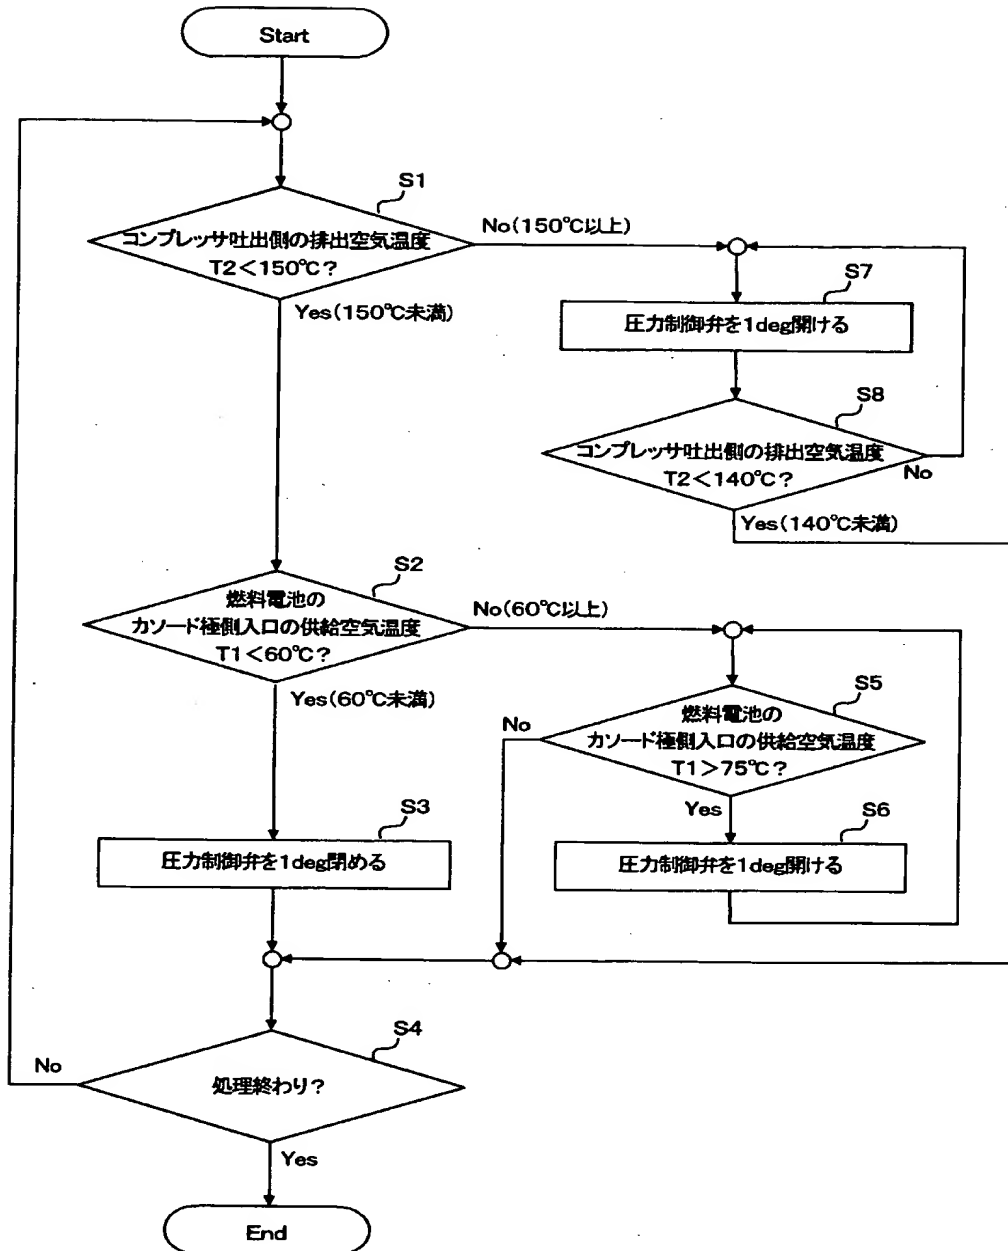 Start
S1
コンプレッサ吐出側の排出空気温度
T2<150℃?
No(150℃以上)
Yes(150℃未満)
S7
圧力制御弁を1deg開ける
S8
コンプレッサ吐出側の排出空気温度
T2<140℃?
No
Yes(140℃未満)
S2
燃料電池の
カソード極側入口の供給空気温度
T1<60℃?
No(60℃以上)
Yes(60℃未満)
S5
燃料電池の
カソード極側入口の供給空気温度
T1>75℃?
No
Yes
S3
圧力制御弁を1deg閉める
S6
圧力制御弁を1deg開ける
S4
処理終わり?
No
Yes
End